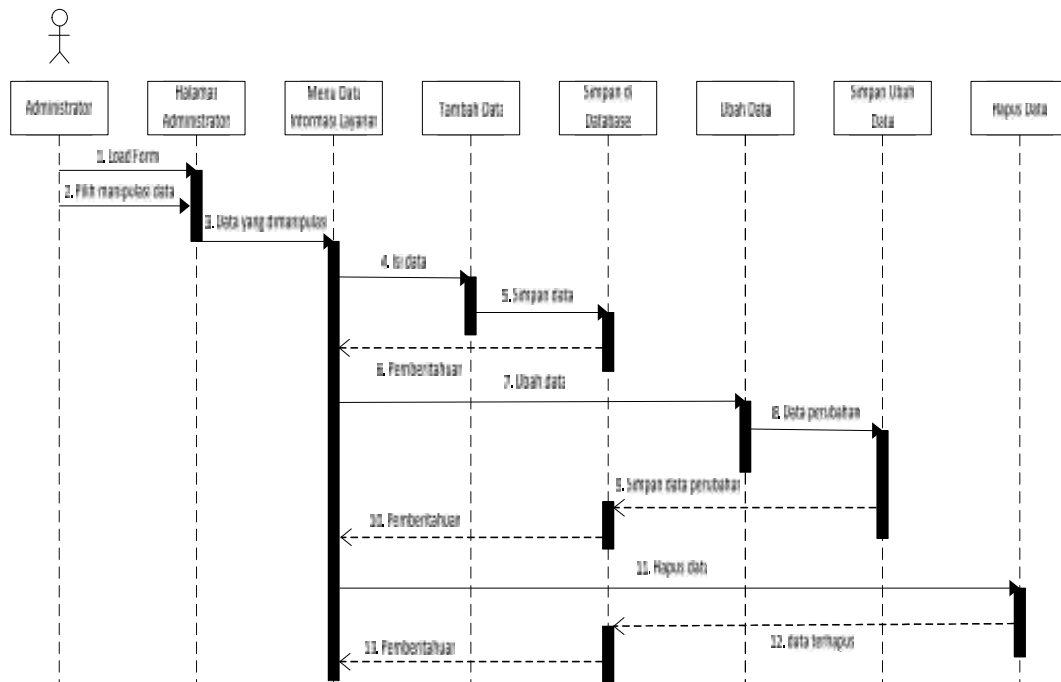 Administrator
Halaman
Administrator
Menu Data
Informasi Layanan
Tambah Data
Simpan di
Database
Ubah Data
Simpan Ubah
Data
Hapus Data
1. Load Form
2. Pilih manipulasi data
3. Data yang dimanipulasi
4. Isi data
5. Simpan data
6. Pemberitahuan
7. Ubah data
8. Data perubahan
9. Simpan data perubahan
10. Pemberitahuan
11. Hapus data
12. data terhapus
13. Pemberitahuan